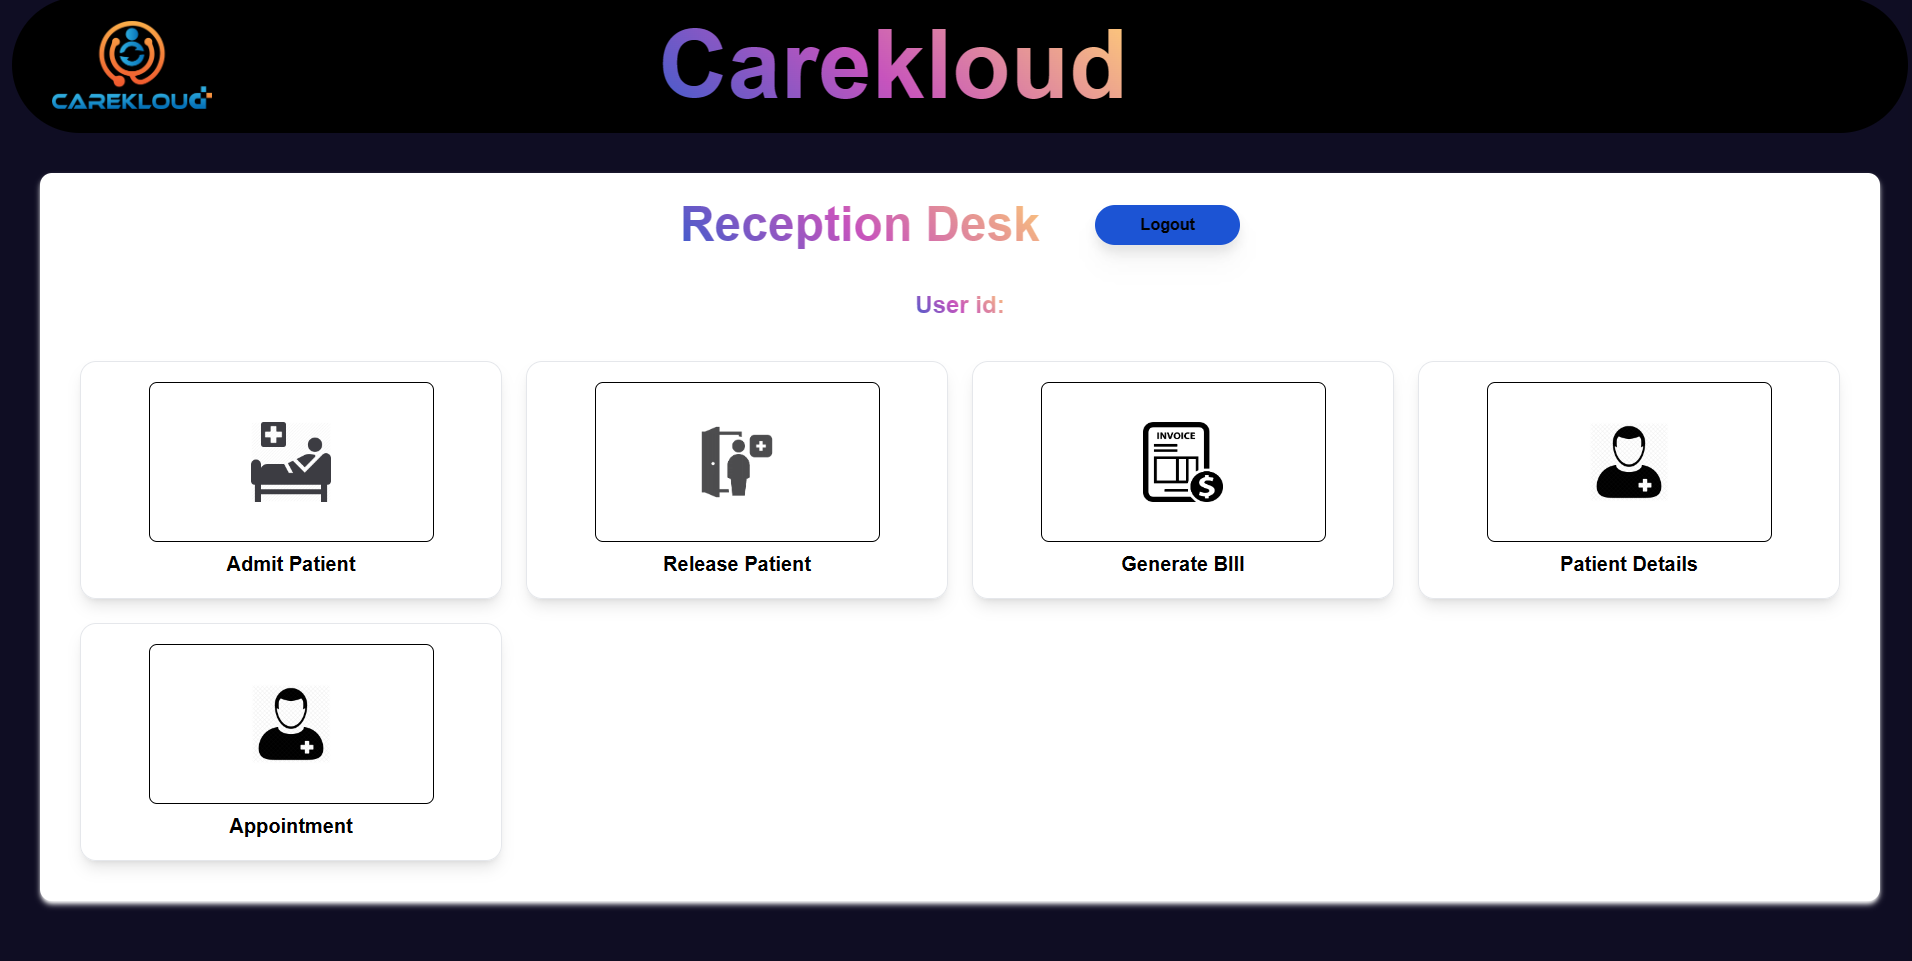 Carekloud
CAREKLOUD
Reception Desk
Logout
User id:
INVOICE
$
Admit Patient
Release Patient
Generate BIll
Patient Details
Appointment